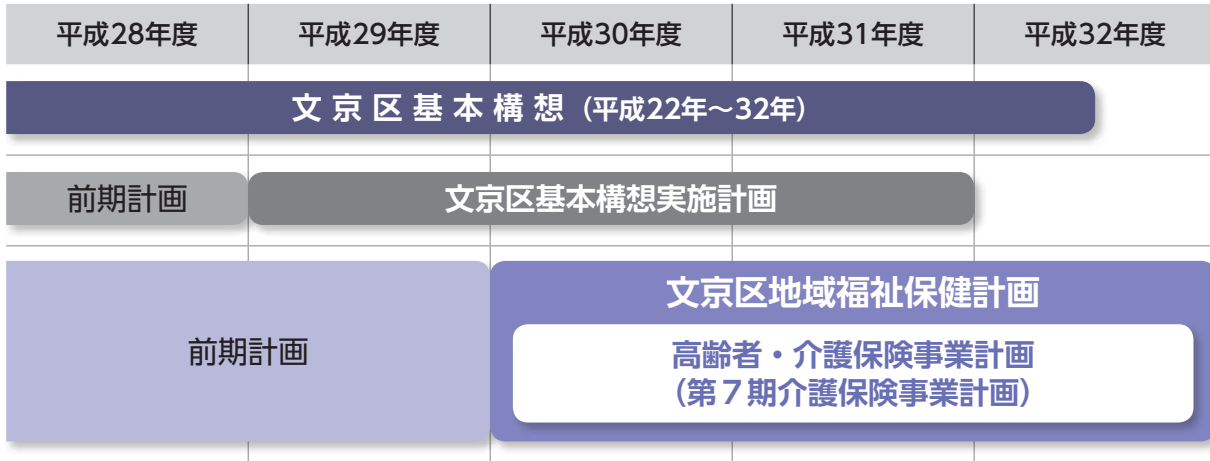 平成28年度 平成29年度 平成30年度 平成31年度 平成32年度
文京区基本構想（平成22年～32年）
前期計画 文京区基本構想実施計画
文京区地域福祉保健計画
前期計画
高齢者・介護保険事業計画
（第７期介護保険事業計画）